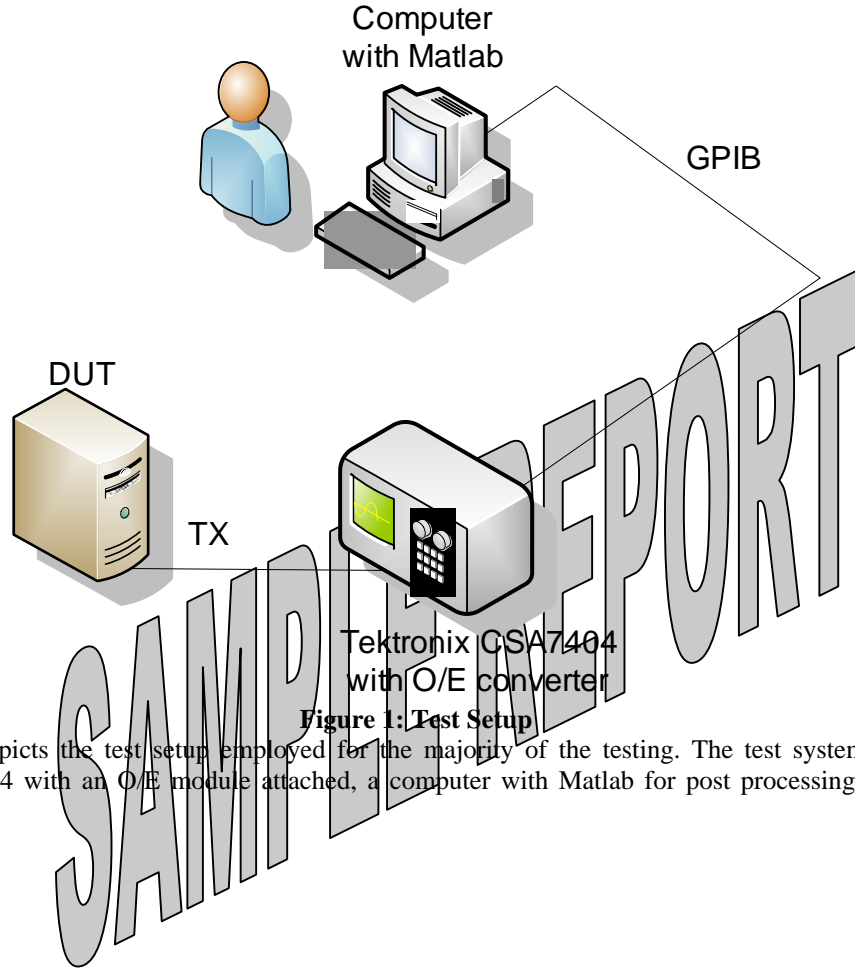 Computer
with Matlab
GPIB
DUT
TX
Tektronix CSA7404
with O/E converter
Figure 1: Test Setup
picts the test setup employed for the majority of the testing. The test system
4 with an O/E module attached, a computer with Matlab for post processing
SAMPLE REPORT